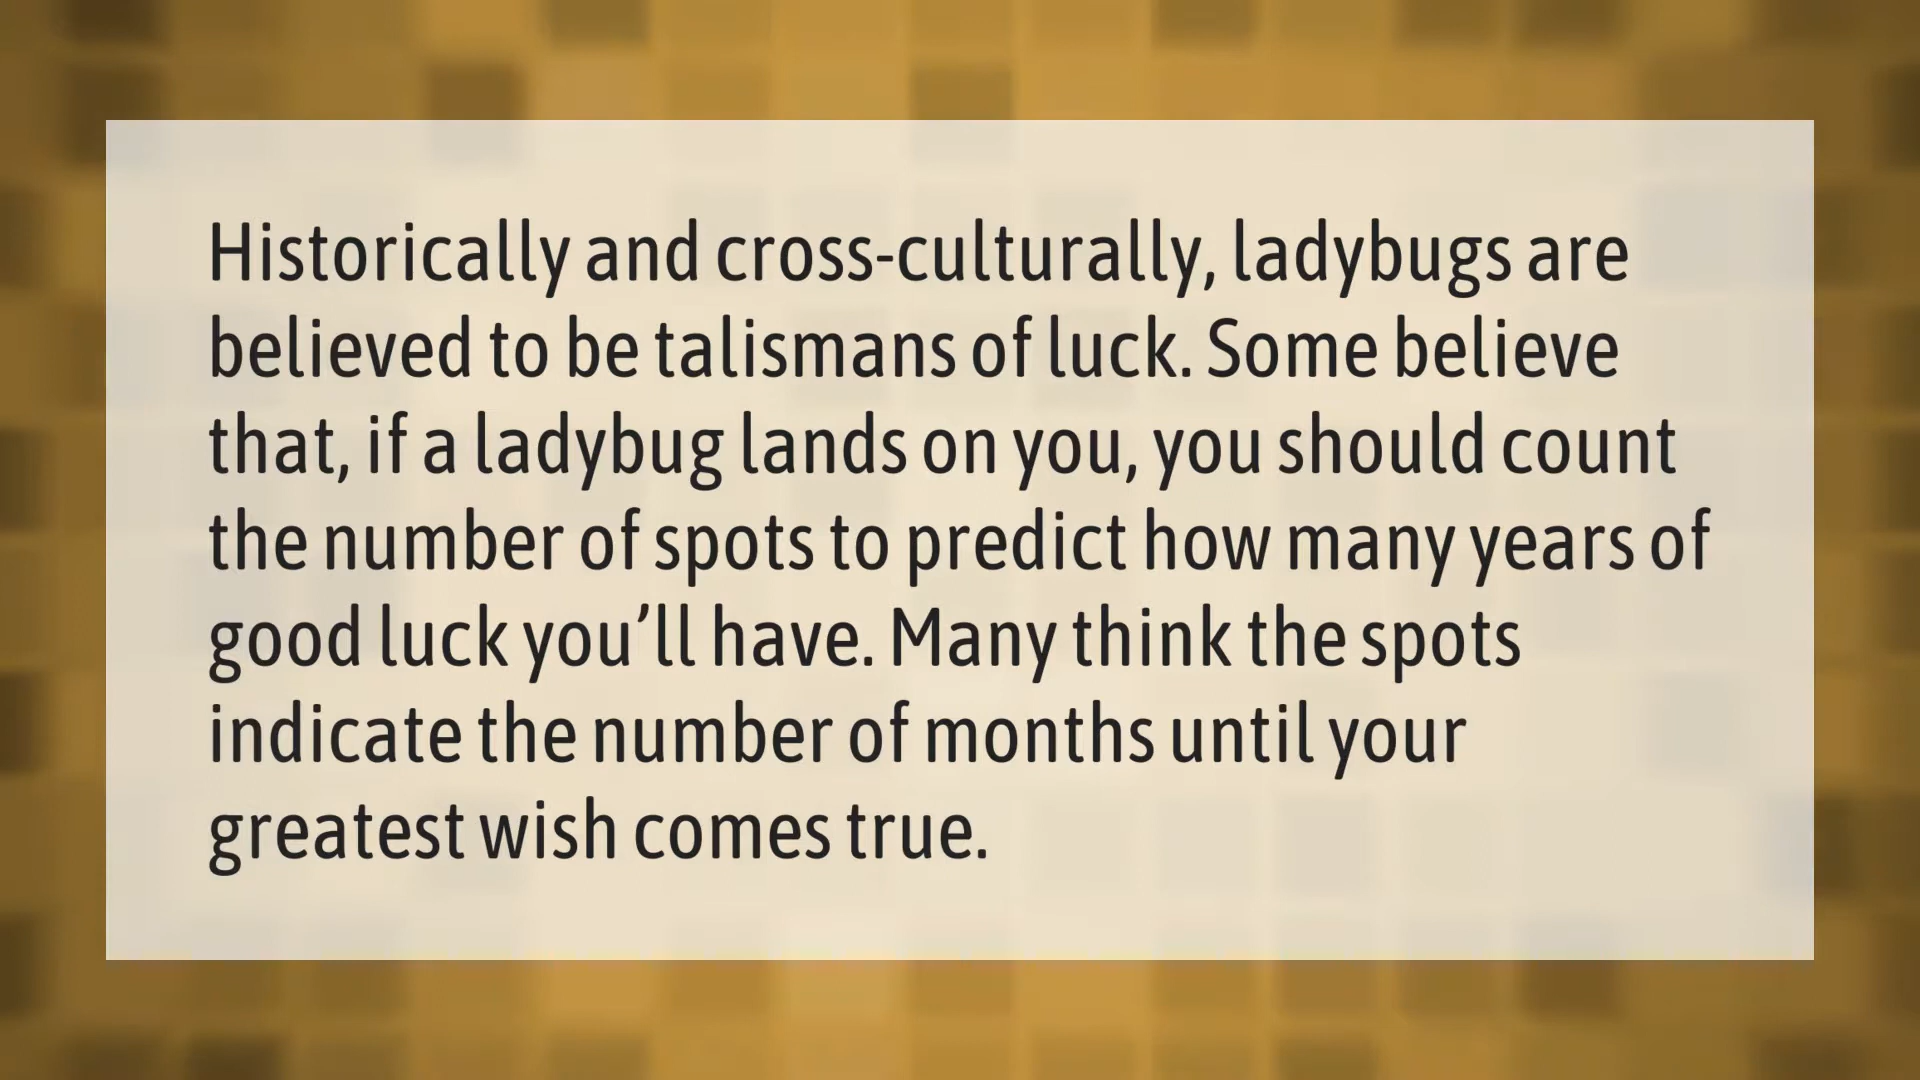 Historically and cross-culturally, ladybugs are
believed to be talismans of luck. Some believe
that, if a ladybug lands on you, you should count
the number of spots to predict how many years of
good luck you’ll have. Many think the spots
indicate the number of months until your
greatest wish comes true.